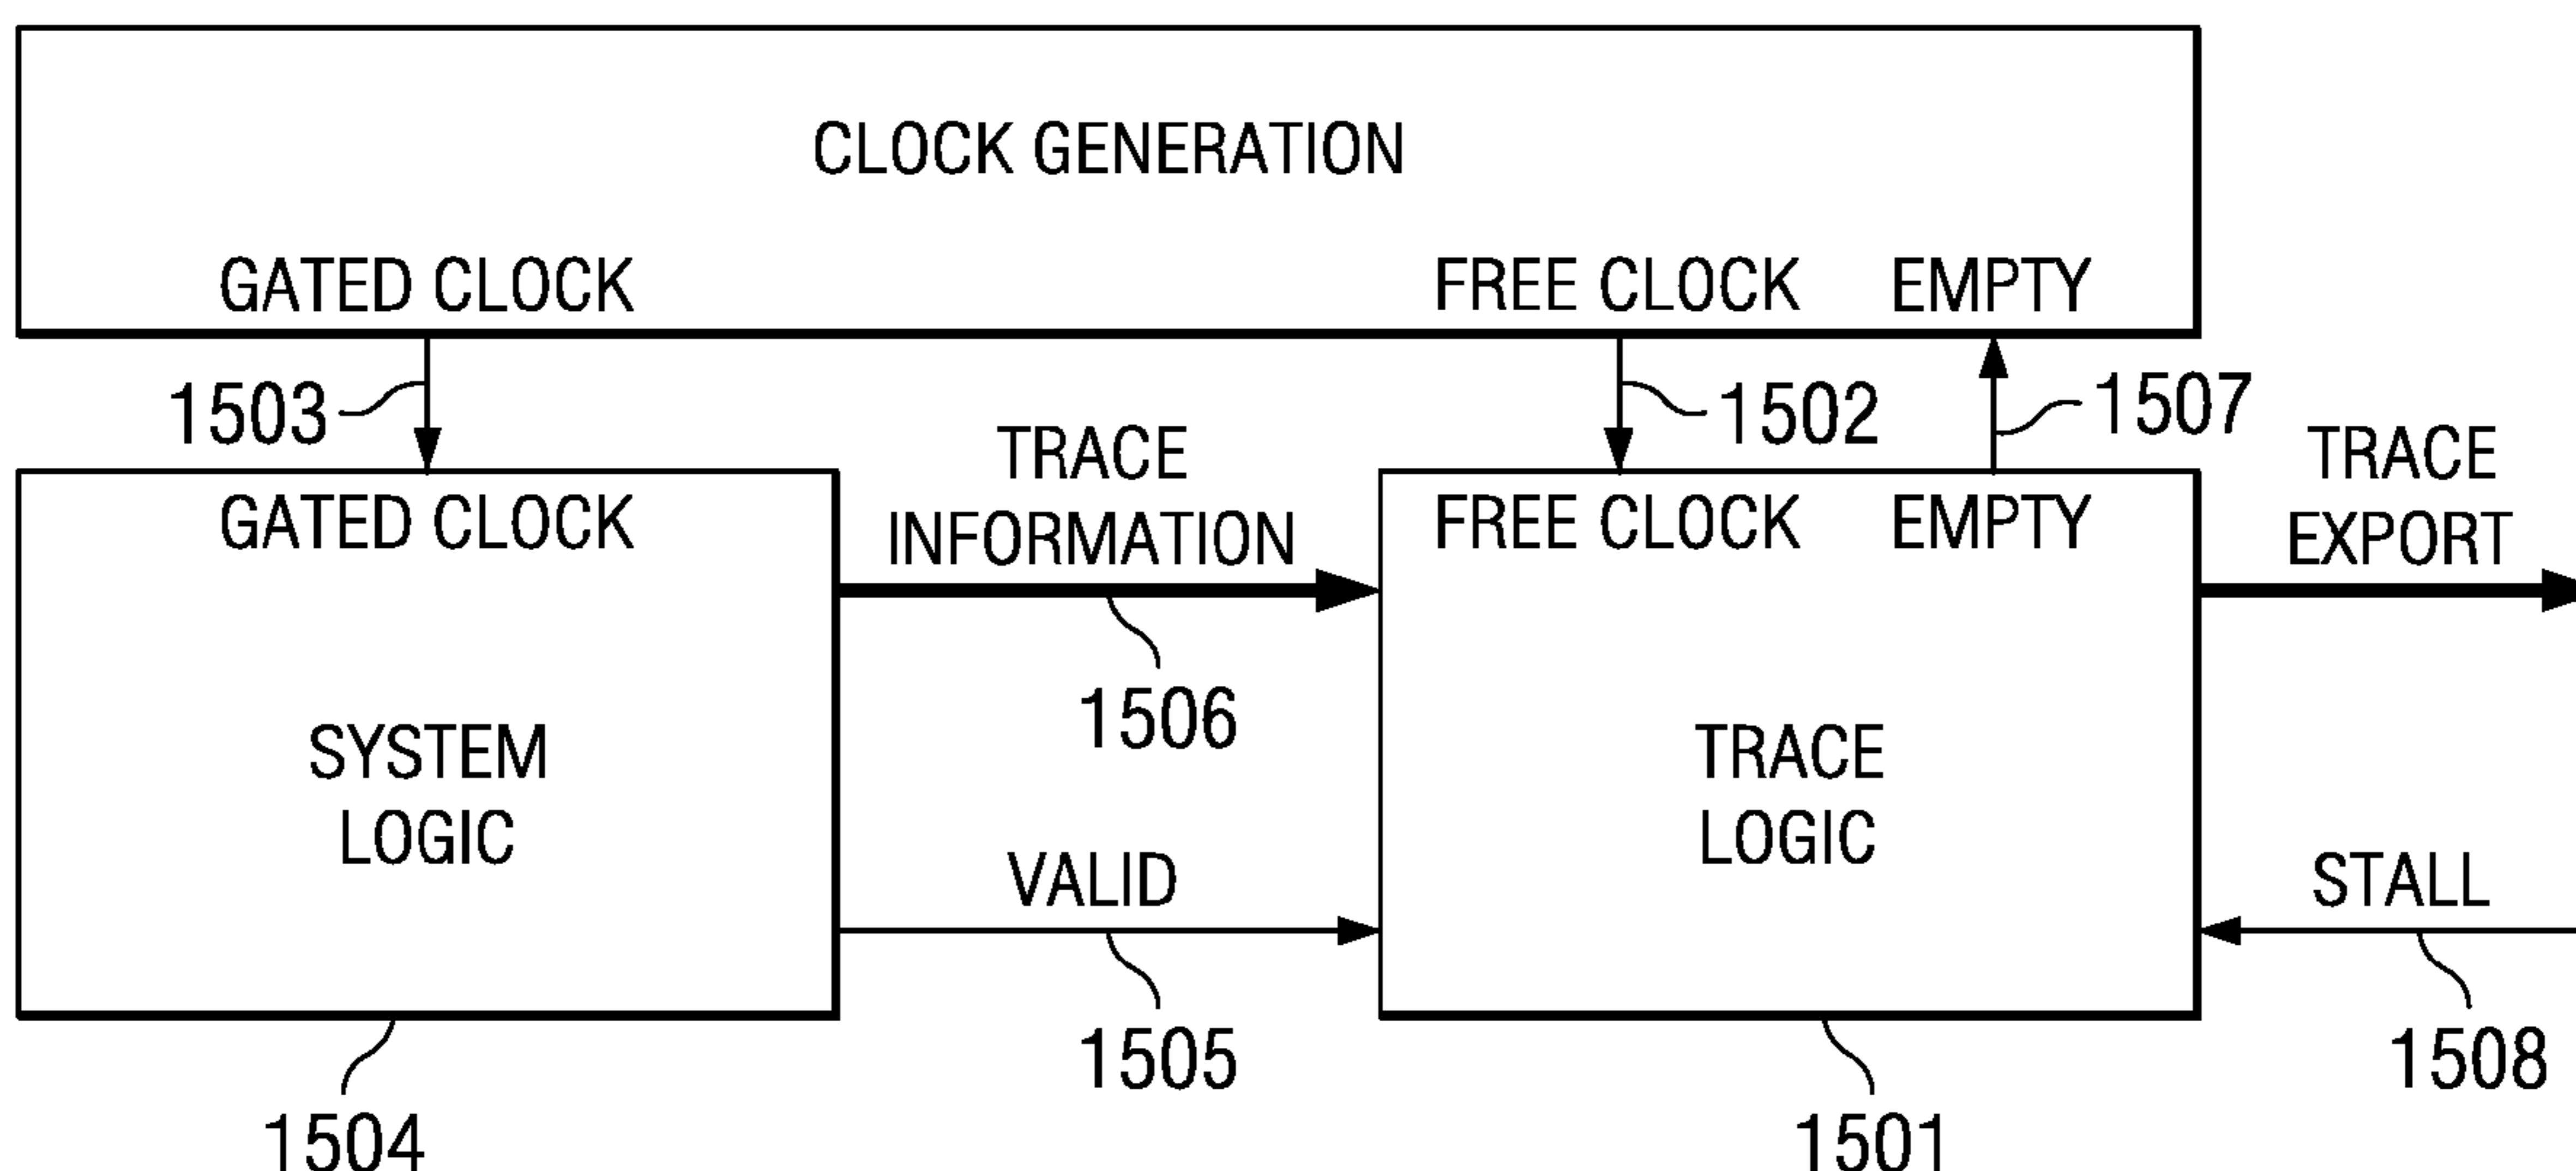 CLOCK GENERATION
GATED CLOCK
FREE CLOCK
EMPTY
1503
1502
1507
TRACE
INFORMATION
TRACE
EXPORT
GATED CLOCK
FREE CLOCK
EMPTY
1506
SYSTEM
LOGIC
TRACE
LOGIC
VALID
STALL
1505
1508
1504
1501